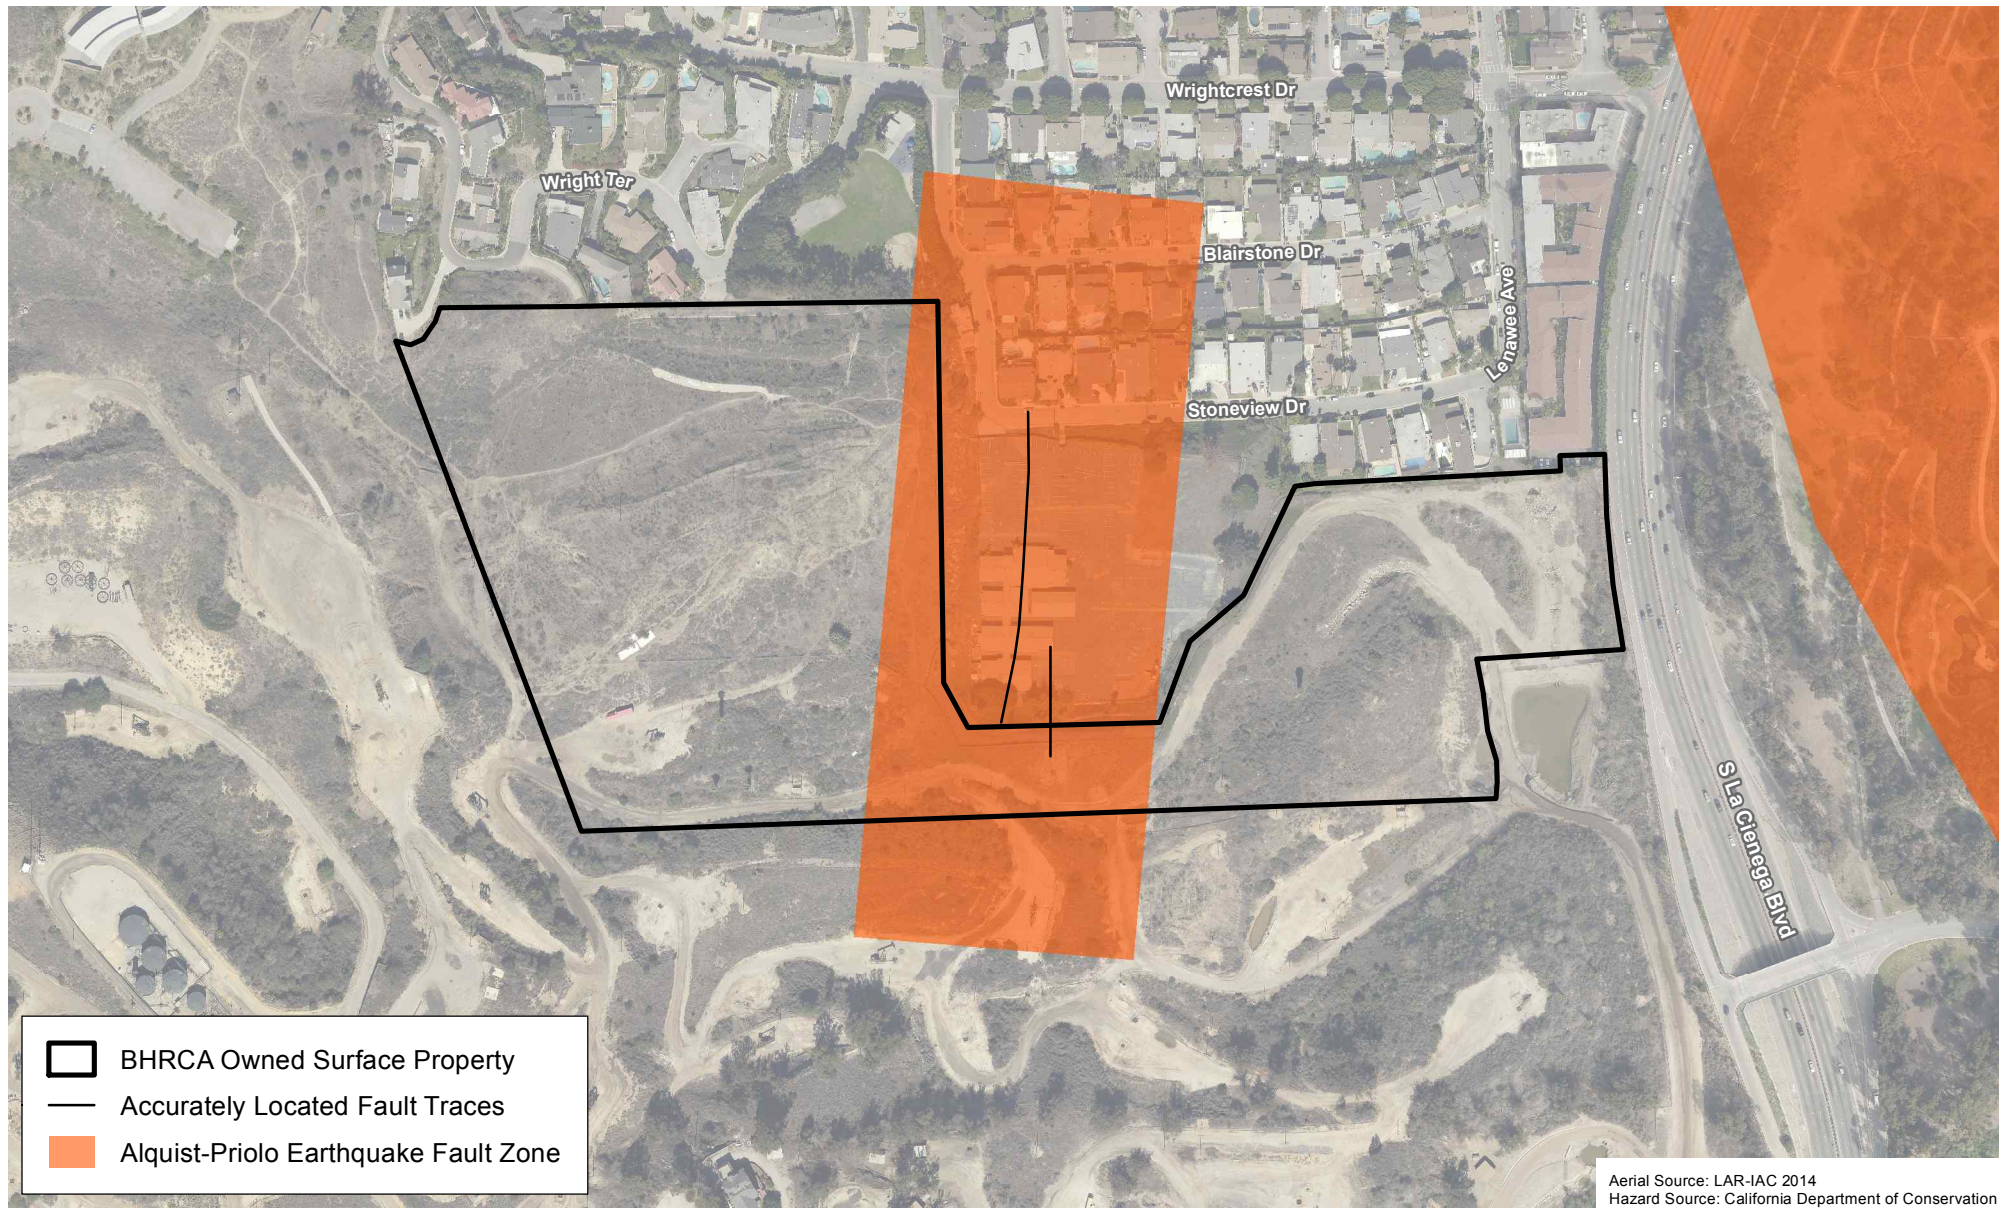 Wrightcrest Dr
Wright Ter
Blairstone Dr
Lenawee Ave
Stoneview Dr
S La Cienega Blvd
BHRCA Owned Surface Property
Accurately Located Fault Traces
Alquist-Priolo Earthquake Fault Zone
Aerial Source: LAR-IAC 2014
Hazard Source: California Department of Conservation